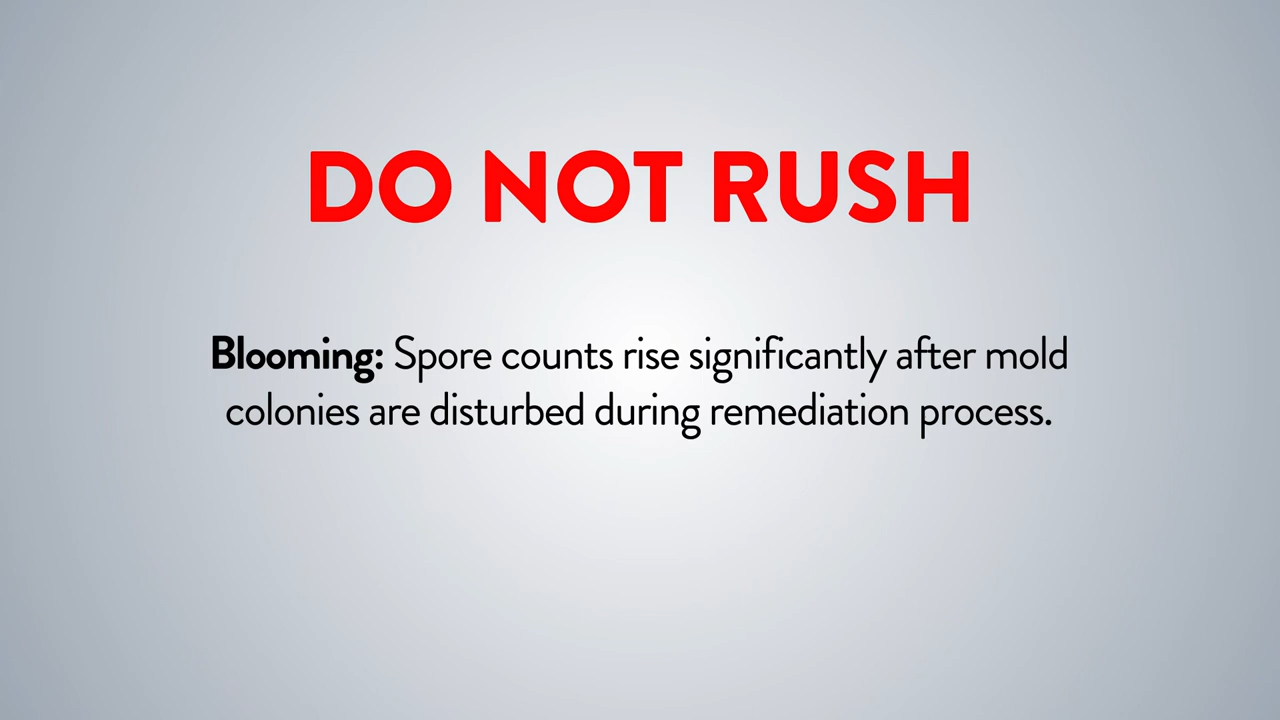 DO NOT RUSH
Blooming: Spore counts rise significantly after mold
colonies are disturbed during remediation process.